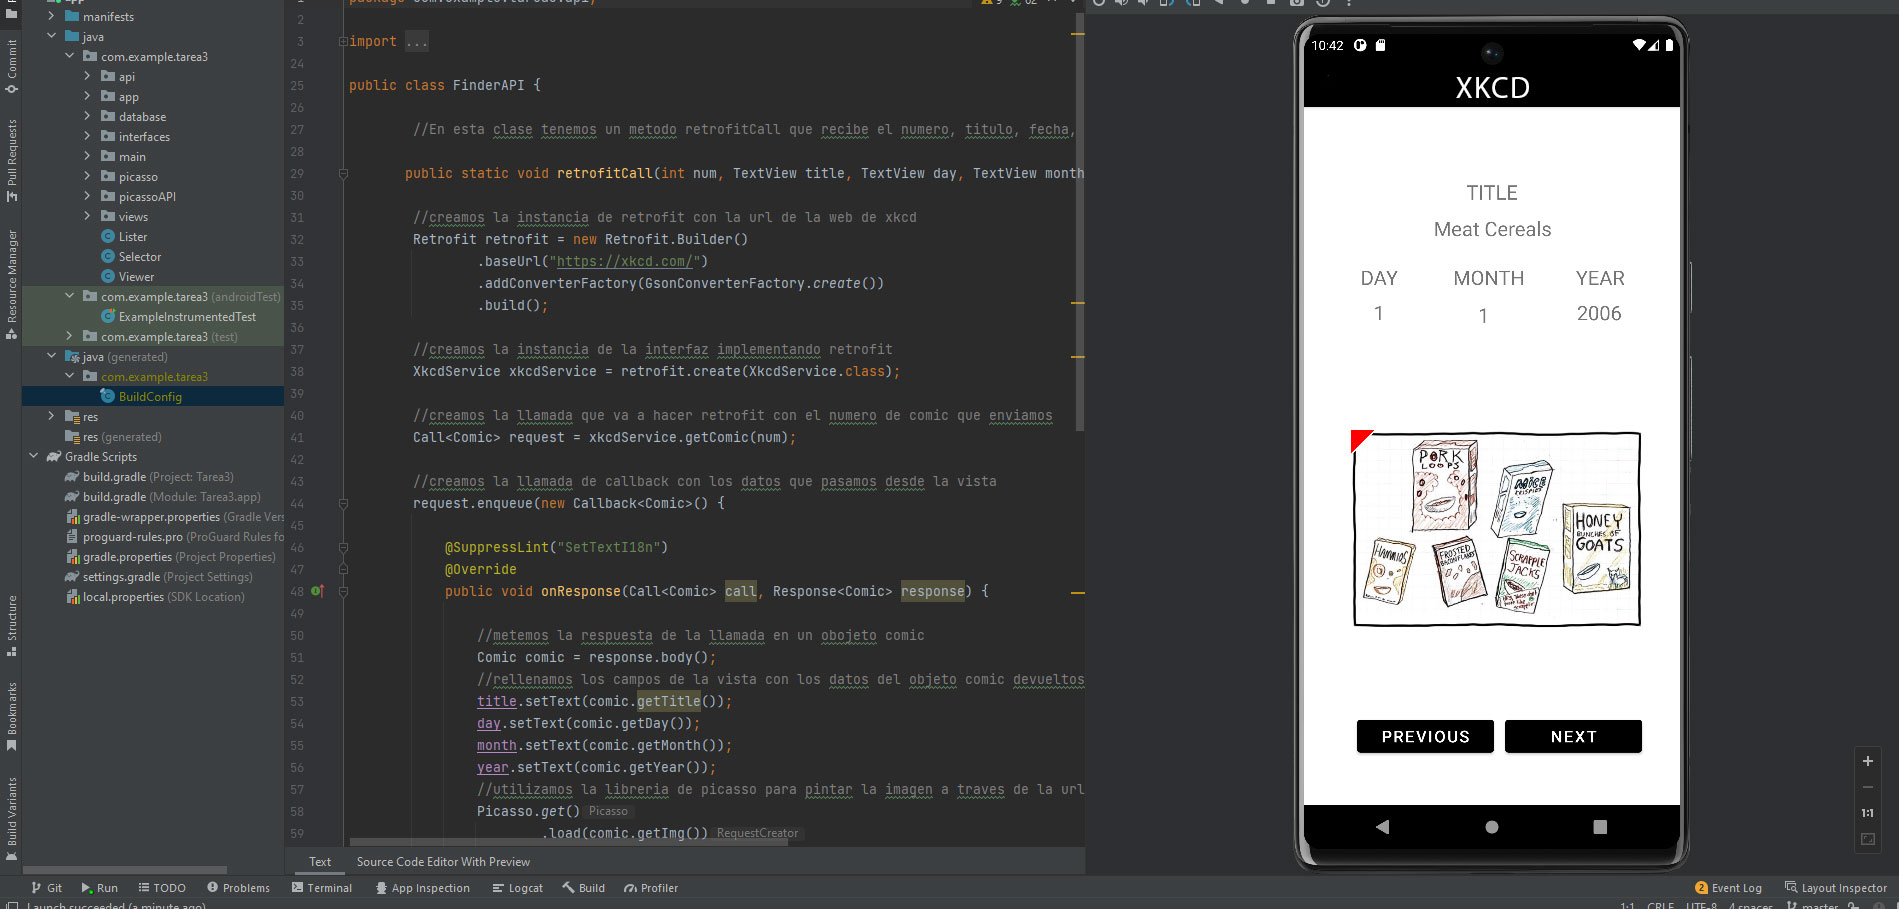 app
manifests
java
com.example.tarea3
api
app
database
interfaces
main
picasso
picassoAPI
views
Lister
Selector
Viewer
com.example.tarea3 (androidTest)
ExampleInstrumentedTest
com.example.tarea3 (test)
java (generated)
com.example.tarea3
BuildConfig
res
res (generated)
Gradle Scripts
build.gradle (Project: Tarea3)
build.gradle (Module: Tarea3.app)
gradle-wrapper.properties (Gradle Vers
proguard-rules.pro (ProGuard Rules fo
gradle.properties (Project Properties)
settings.gradle (Project Settings)
local.properties (SDK Location)
Commit
Pull Requests
Resource Manager
Structure
Bookmarks
Build Variants
1 package com.example.tarea3.api;
2
3 import ...
24
25 public class FinderAPI {
26
27 //En esta clase tenemos un metodo retrofitCall que recibe el numero, titulo, fecha,
28
29 public static void retrofitCall(int num, TextView title, TextView day, TextView month
30
31 //creamos la instancia de retrofit con la url de la web de xkcd
32 Retrofit retrofit = new Retrofit.Builder()
33 .baseUrl("https://xkcd.com/")
34 .addConverterFactory(GsonConverterFactory.create())
35 .build();
36
37 //creamos la instancia de la interfaz implementando retrofit
38 XkcdService xkcdService = retrofit.create(XkcdService.class);
39
40 //creamos la llamada que va a hacer retrofit con el numero de comic que enviamos
41 Call<Comic> request = xkcdService.getComic(num);
42
43 //creamos la llamada de callback con los datos que pasamos desde la vista
44 request.enqueue(new Callback<Comic>() {
45
46 @SuppressLint("SetTextI18n")
47 @Override
48 public void onResponse(Call<Comic> call, Response<Comic> response) {
49
50 //metemos la respuesta de la llamada en un obojeto comic
51 Comic comic = response.body();
52 //rellenamos los campos de la vista con los datos del objeto comic devueltos
53 title.setText(comic.getTitle());
54 day.setText(comic.getDay());
55 month.setText(comic.getMonth());
56 year.setText(comic.getYear());
57 //utilizamos la libreria de picasso para pintar la imagen a traves de la url
58 Picasso.get() Picasso
59 .load(comic.getImg()) RequestCreator
Text Source Code Editor With Preview
10:42
XKCD
TITLE
Meat Cereals
DAY MONTH YEAR
1 1 2006
PORK
LOOPS
MICE
KRISPIES
HONEY
BUNCHES OF
GOATS
HAMMIOS
FROSTED
BACONFLAKES
SCRAPPLE
JACKS
PREVIOUS NEXT
1:1
Git Run TODO Problems Terminal App Inspection Logcat Build Profiler
2 Event Log Layout Inspector
Launch succeeded (a minute ago)
1:1 CRLF UTF-8 4 spaces master